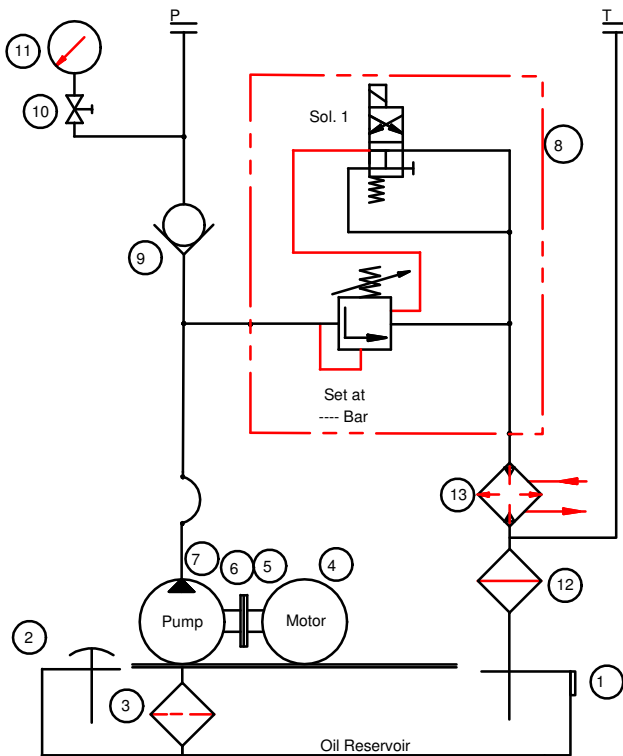 P
T
11
10
Sol. 1
8
9
Set at
---- Bar
13
7
6
5
4
12
2
Pump
Motor
1
3
Oil Reservoir